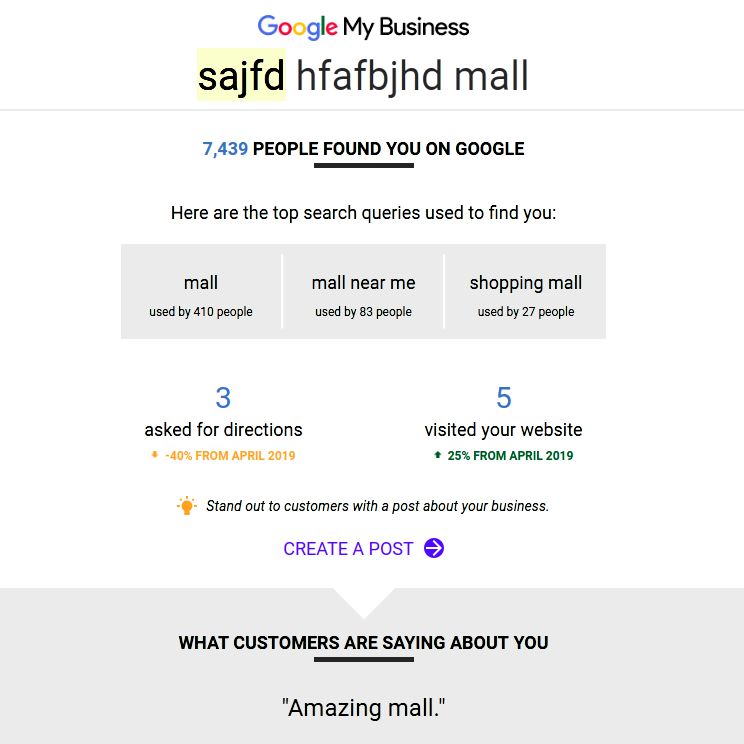 Google My Business
sajfd hfafbjhd mall
7,439 PEOPLE FOUND YOU ON GOOGLE
Here are the top search queries used to find you:
mall
used by 410 people
mall near me
used by 83 people
shopping mall
used by 27 people
3
asked for directions
-40% FROM APRIL 2019
5
visited your website
25% FROM APRIL 2019
Stand out to customers with a post about your business.
CREATE A POST
WHAT CUSTOMERS ARE SAYING ABOUT YOU
"Amazing mall."